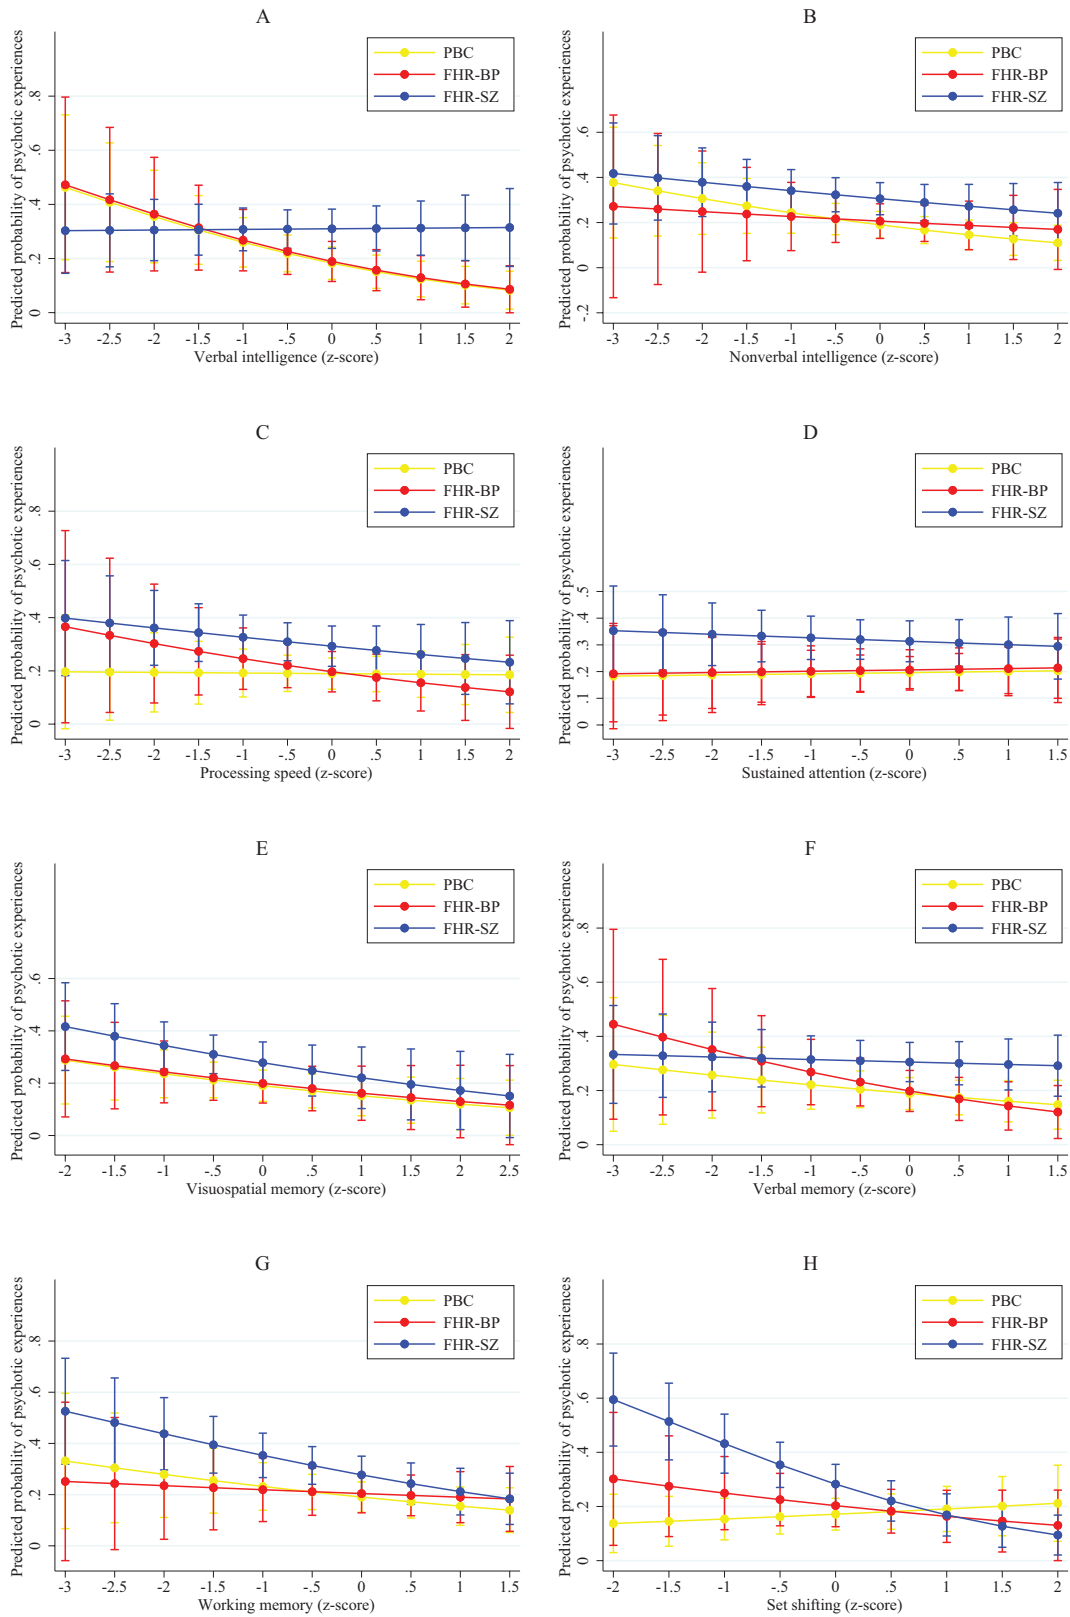 A
Predicted probability of psychotic experiences
.8
.6
.4
.2
0
PBC
FHR-BP
FHR-SZ
-3 -2.5 -2 -1.5 -1 -.5 0 .5 1 1.5 2
Verbal intelligence (z-score)
B
Predicted probability of psychotic experiences
.6
.4
.2
0
-.2
PBC
FHR-BP
FHR-SZ
-3 -2.5 -2 -1.5 -1 -.5 0 .5 1 1.5 2
Nonverbal intelligence (z-score)
C
Predicted probability of psychotic experiences
.8
.6
.4
.2
0
PBC
FHR-BP
FHR-SZ
-3 -2.5 -2 -1.5 -1 -.5 0 .5 1 1.5 2
Processing speed (z-score)
D
Predicted probability of psychotic experiences
.5
.4
.3
.2
.1
0
PBC
FHR-BP
FHR-SZ
-3 -2.5 -2 -1.5 -1 -.5 0 .5 1 1.5
Sustained attention (z-score)
E
Predicted probability of psychotic experiences
.6
.4
.2
0
PBC
FHR-BP
FHR-SZ
-2 -1.5 -1 -.5 0 .5 1 1.5 2 2.5
Visuospatial memory (z-score)
F
Predicted probability of psychotic experiences
.8
.6
.4
.2
0
PBC
FHR-BP
FHR-SZ
-3 -2.5 -2 -1.5 -1 -.5 0 .5 1 1.5
Verbal memory (z-score)
G
Predicted probability of psychotic experiences
.8
.6
.4
.2
0
PBC
FHR-BP
FHR-SZ
-3 -2.5 -2 -1.5 -1 -.5 0 .5 1 1.5
Working memory (z-score)
H
Predicted probability of psychotic experiences
.8
.6
.4
.2
0
PBC
FHR-BP
FHR-SZ
-2 -1.5 -1 -.5 0 .5 1 1.5 2
Set shifting (z-score)